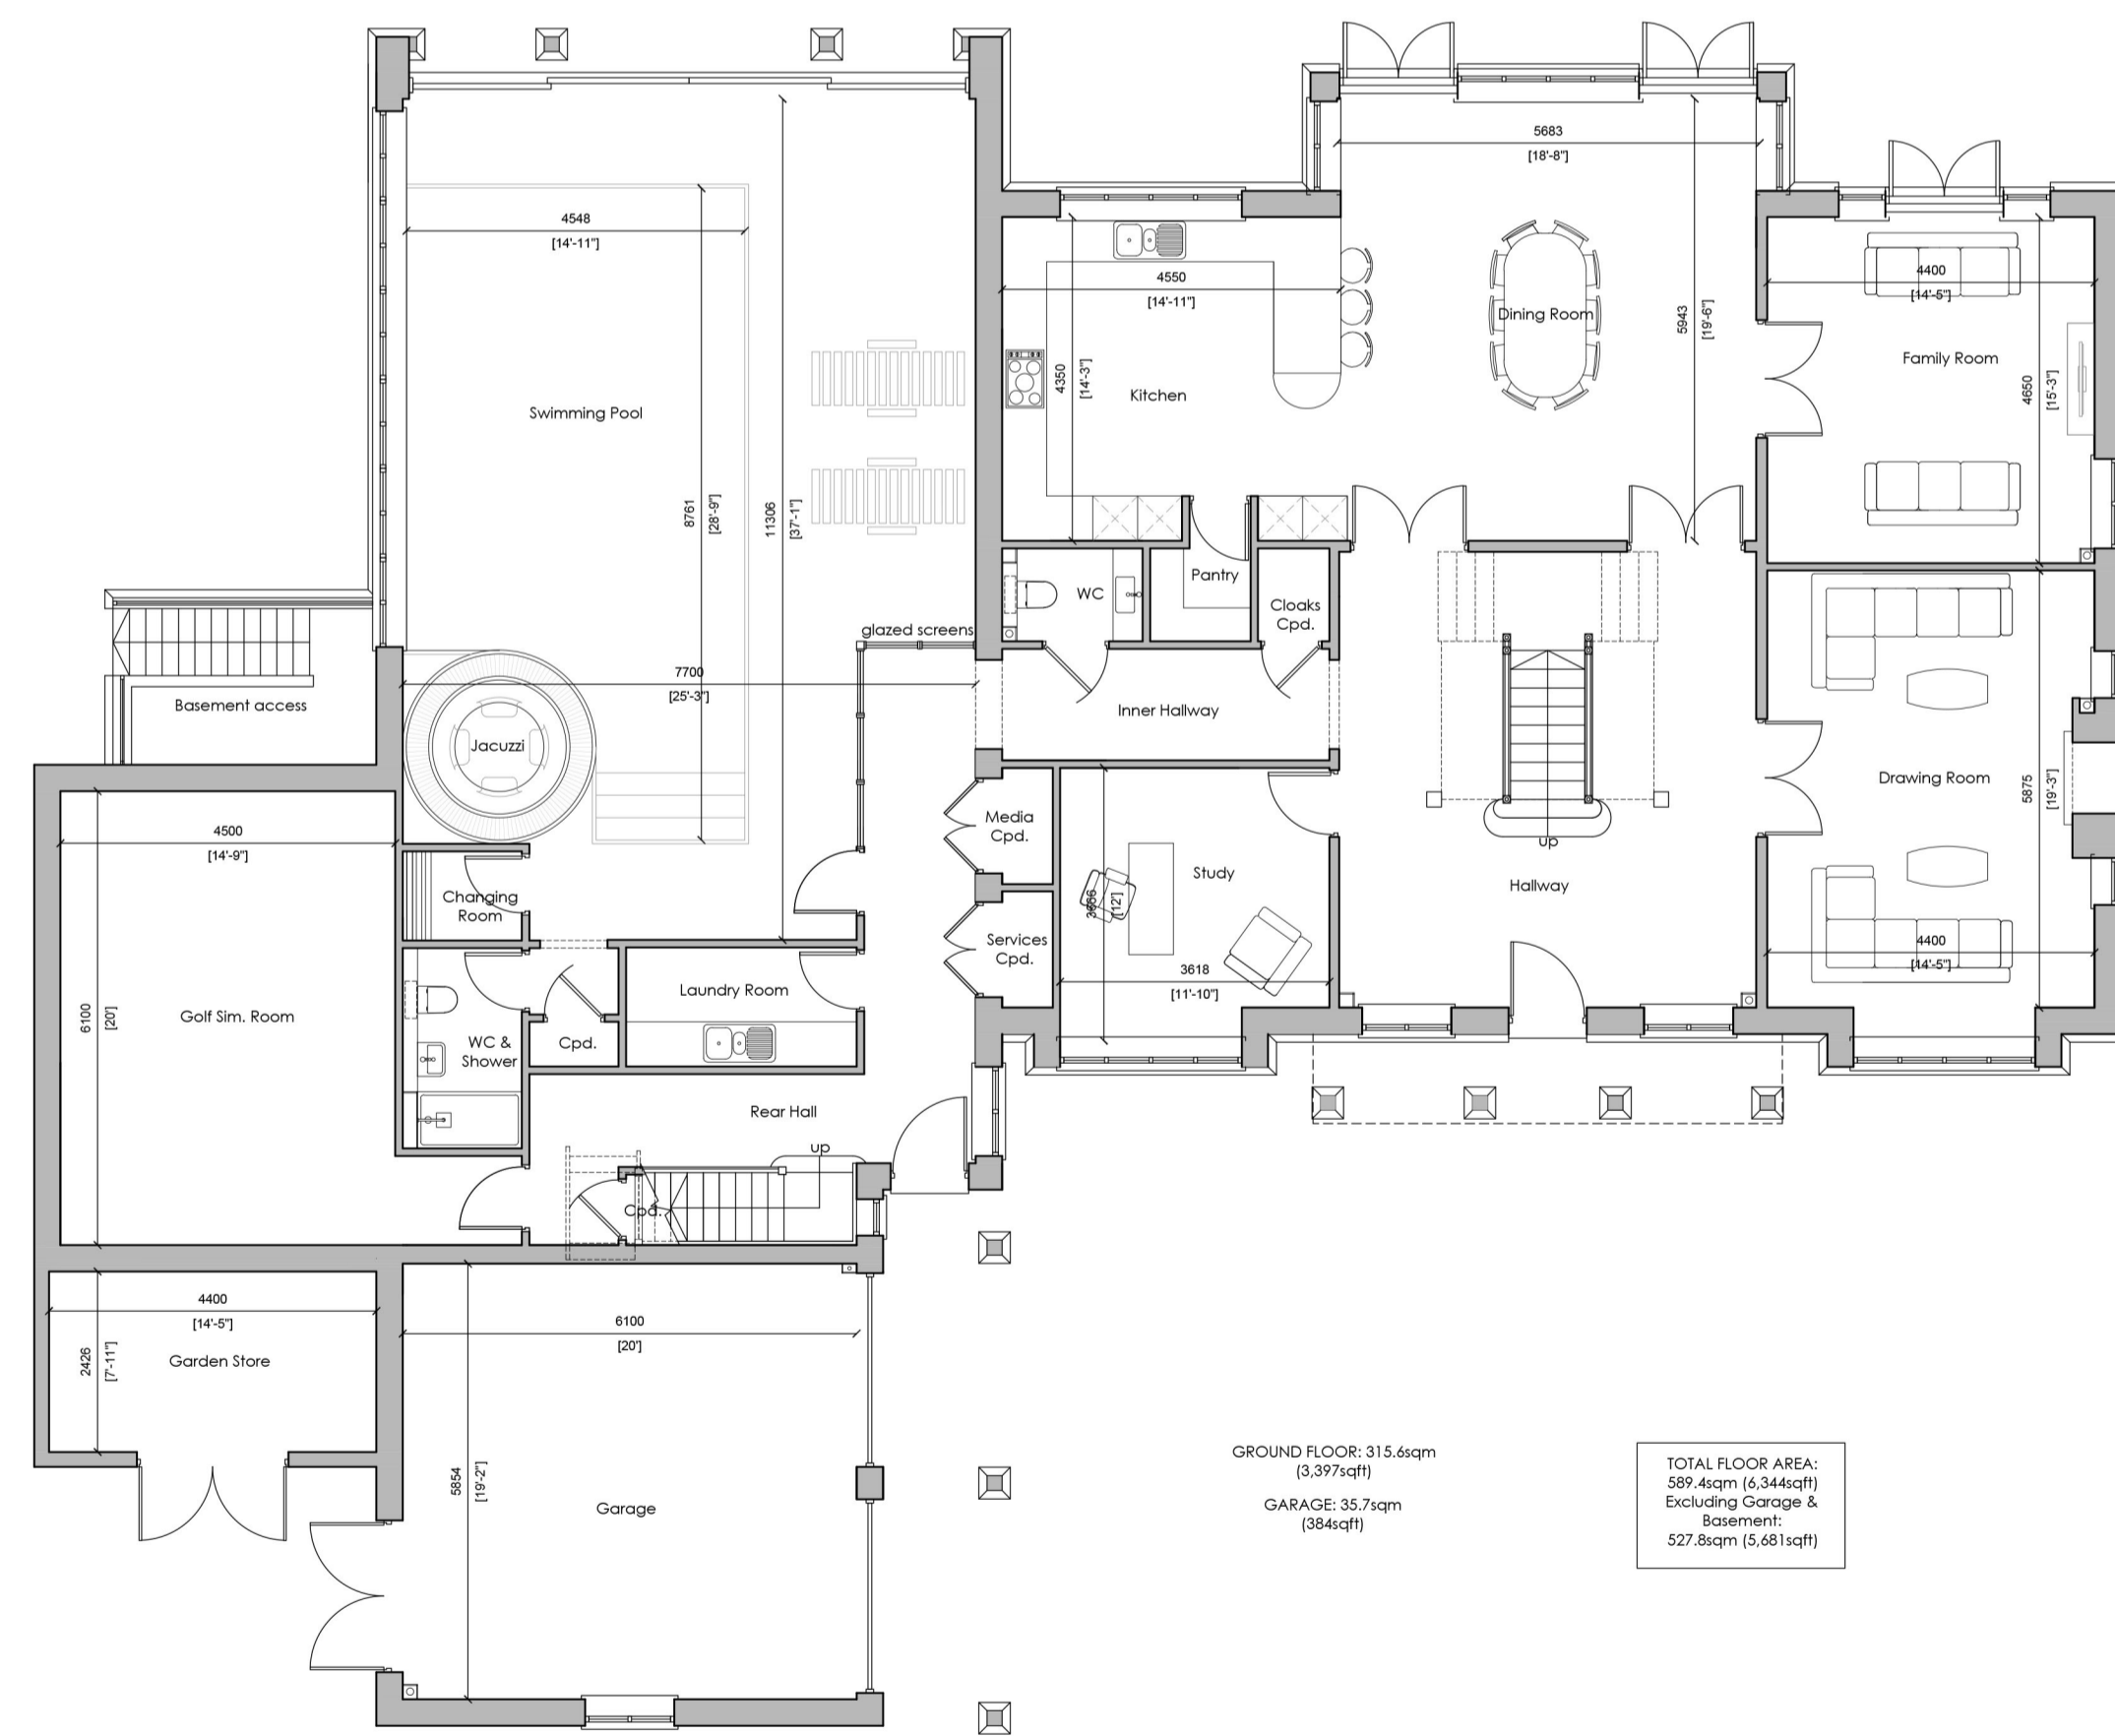 5683
[18'-8"]
4548
[14'-11"]
4550
[14'-11"]
4400
[14'-5"]
Dining Room
5943
[19'-6"]
Family Room
4650
[15'-3"]
4350
[14'-3"]
Kitchen
Swimming Pool
8761
[28'-9"]
11306
[37'-1"]
WC
Pantry
Cloaks
Cpd.
glazed screens
7700
[25'-3"]
Basement access
Inner Hallway
Jacuzzi
Drawing Room
5875
[19'-3"]
Media
Cpd.
up
4500
[14'-9"]
Study
3666
[12']
Hallway
Changing
Room
Services
Cpd.
4400
[14'-5"]
3618
[11'-10"]
Laundry Room
Golf Sim. Room
6100
[20']
WC &
Shower
Cpd.
Rear Hall
up
Cpd.
4400
[14'-5"]
6100
[20']
2426
[7'-11"]
Garden Store
5854
[19'-2"]
Garage
GROUND FLOOR: 315.6sqm
(3,397sqft)
GARAGE: 35.7sqm
(384sqft)
TOTAL FLOOR AREA:
589.4sqm (6,344sqft)
Excluding Garage &
Basement:
527.8sqm (5,681sqft)